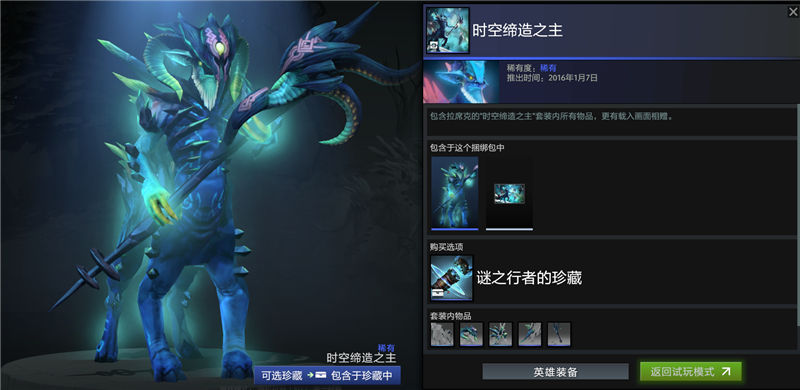 稀有
时空缔造之主
可选珍藏
包含于珍藏中
时空缔造之主
稀有度：稀有
推出时间：2016年1月7日
包含拉席克的"时空缔造之主"套装内所有物品，更有载入画面相赠。
包含于这个捆绑包中
购买选项
谜之行者的珍藏
套装内物品
英雄装备
返回试玩模式